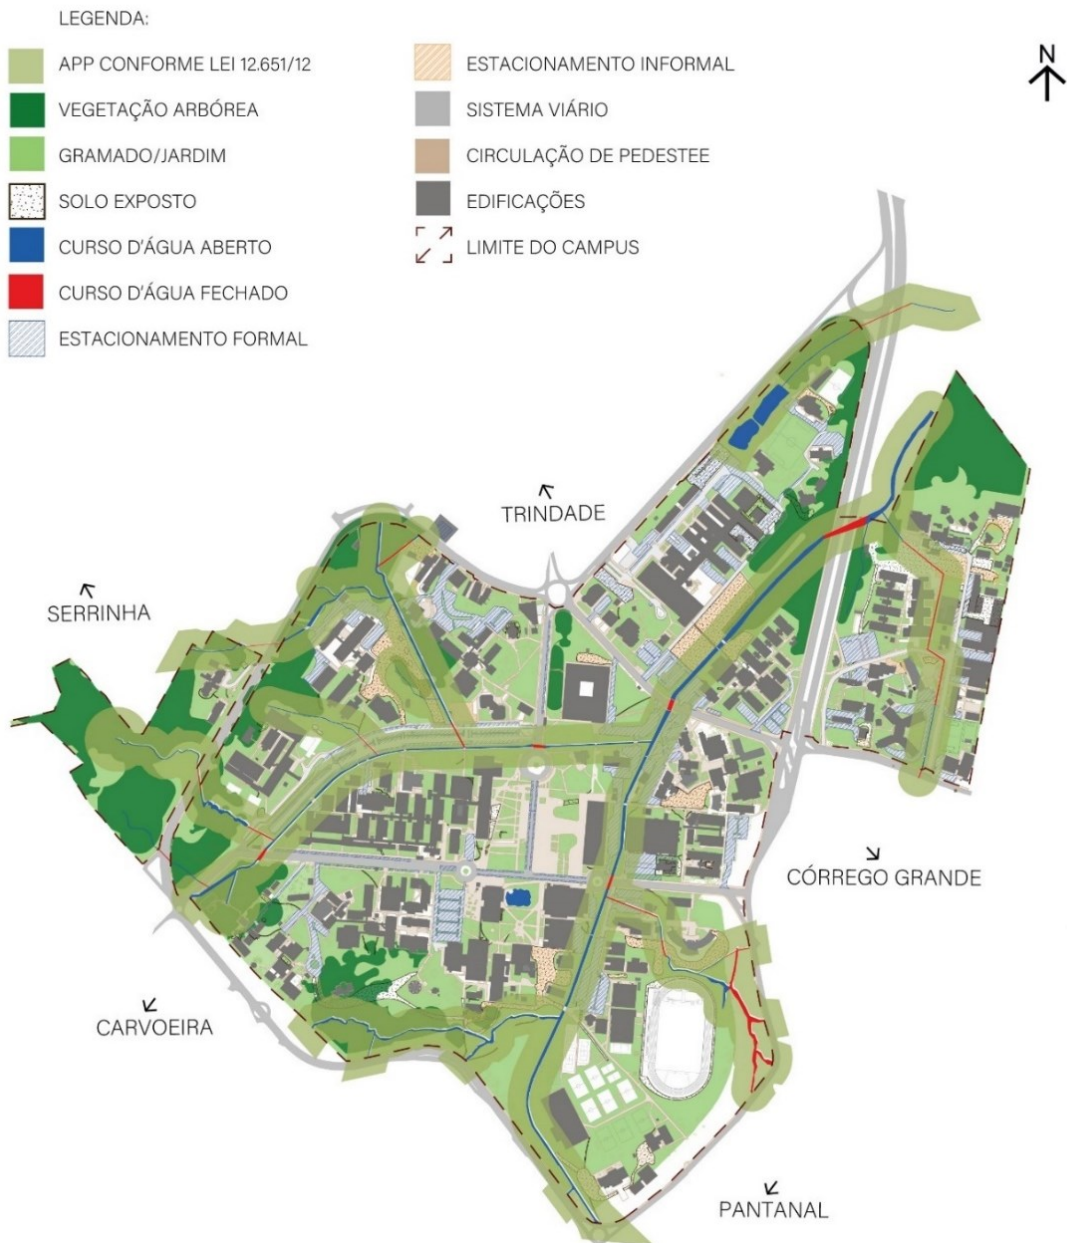 LEGENDA:
APP CONFORME LEI 12.651/12
VEGETAÇÃO ARBÓREA
GRAMADO/JARDIM
SOLO EXPOSTO
CURSO D'ÁGUA ABERTO
CURSO D'ÁGUA FECHADO
ESTACIONAMENTO FORMAL
ESTACIONAMENTO INFORMAL
SISTEMA VIÁRIO
CIRCULAÇÃO DE PEDESTEE
EDIFICAÇÕES
LIMITE DO CAMPUS
N
TRINDADE
SERRINHA
CÓRREGO GRANDE
CARVOEIRA
PANTANAL